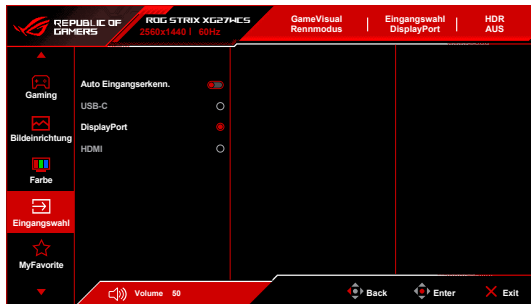 REPUBLIC OF
GAMERS
ROG STRIX XG27WCS
2560x1440 | 60Hz
GameVisual
Rennmodus
Eingangswahl
DisplayPort
HDR
AUS
Gaming
Bildeinrichtung
Farbe
Eingangswahl
MyFavorite
Auto Eingangserkenn.
USB-C
DisplayPort
HDMI
Volume 50
Back
Enter
Exit